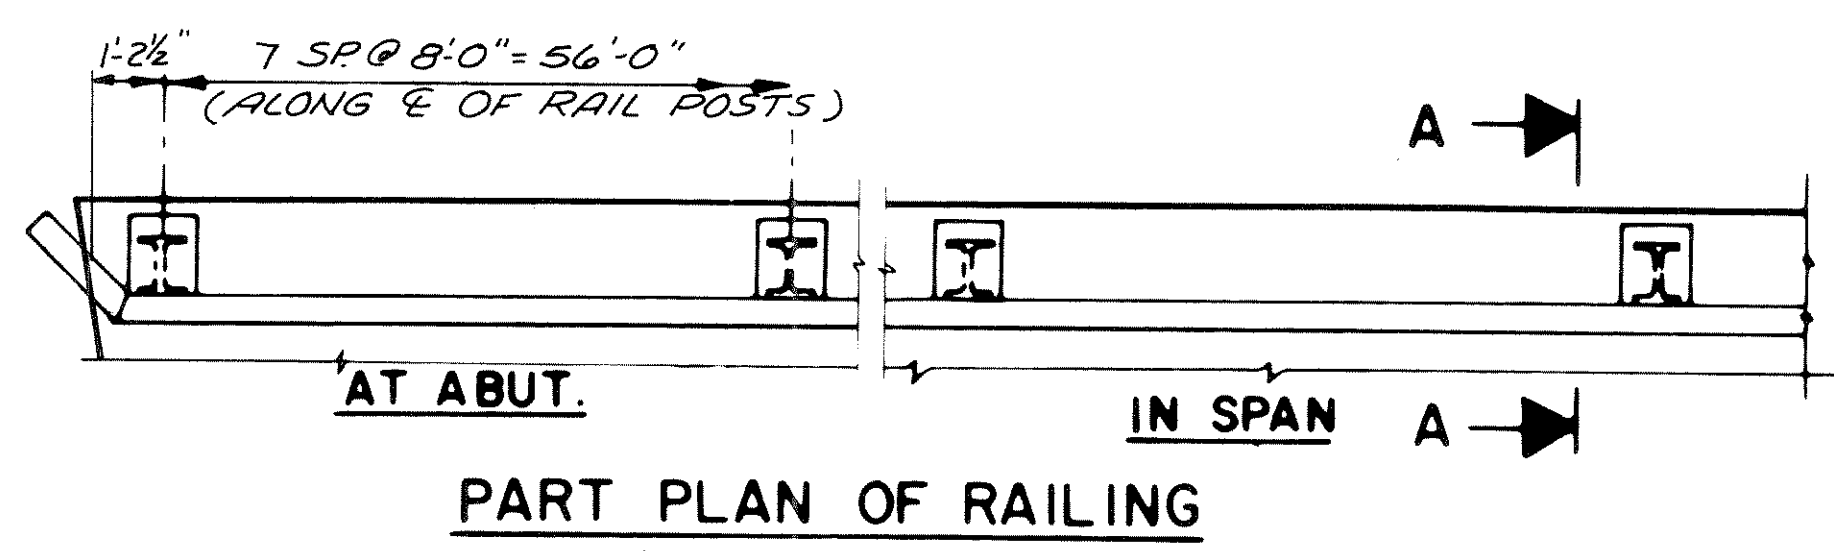 1'-2½" 7 SP. @ 8'-0" = 56'-0"
(ALONG ℄ OF RAIL POSTS)
A
AT ABUT.
IN SPAN
A
PART PLAN OF RAILING